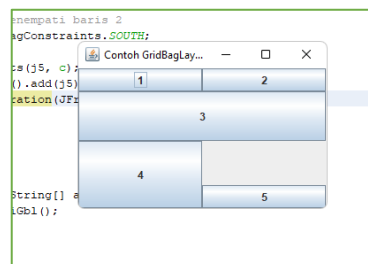 enempati baris 2
agConstraints.SOUTH;
Contoh GridBagLay...
ts(j5, c);
1 2
().add(j5)
ration(JFr
3
4
String[] a
5
iGbl();